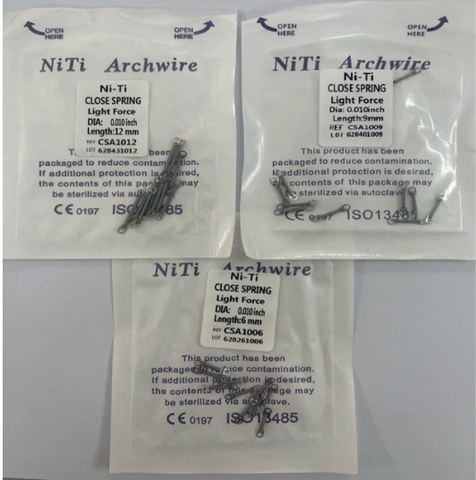 OPEN
HERE
OPEN
HERE
NiTi Archwire
Ni-Ti
CLOSE SPRING
Light Force
DIA: 0.010 inch
Length:12 mm
REF CSA1012
LOT 628431012
This product has been
packaged to reduce contamination.
If additional protection is desired,
the contents of this package may
be sterilized via autoclave.
CE 0197 ISO13485
OPEN
HERE
OPEN
HERE
NiTi Archwire
Ni-Ti
CLOSE SPRING
Light Force
Dia: 0.010inch
Length:9mm
REF CSA1009
LOT 628401009
This product has been
packaged to reduce contamination.
If additional protection is desired,
the contents of this package may
be sterilized via autoclave.
CE 0197 ISO13485
NiTi Archwire
Ni-Ti
CLOSE SPRING
Light Force
DIA: 0.010 inch
Length:6 mm
REF CSA1006
LOT 628261006
This product has been
packaged to reduce contamination.
If additional protection is desired,
the contents of this package may
be sterilized via autoclave.
CE 0197 ISO13485